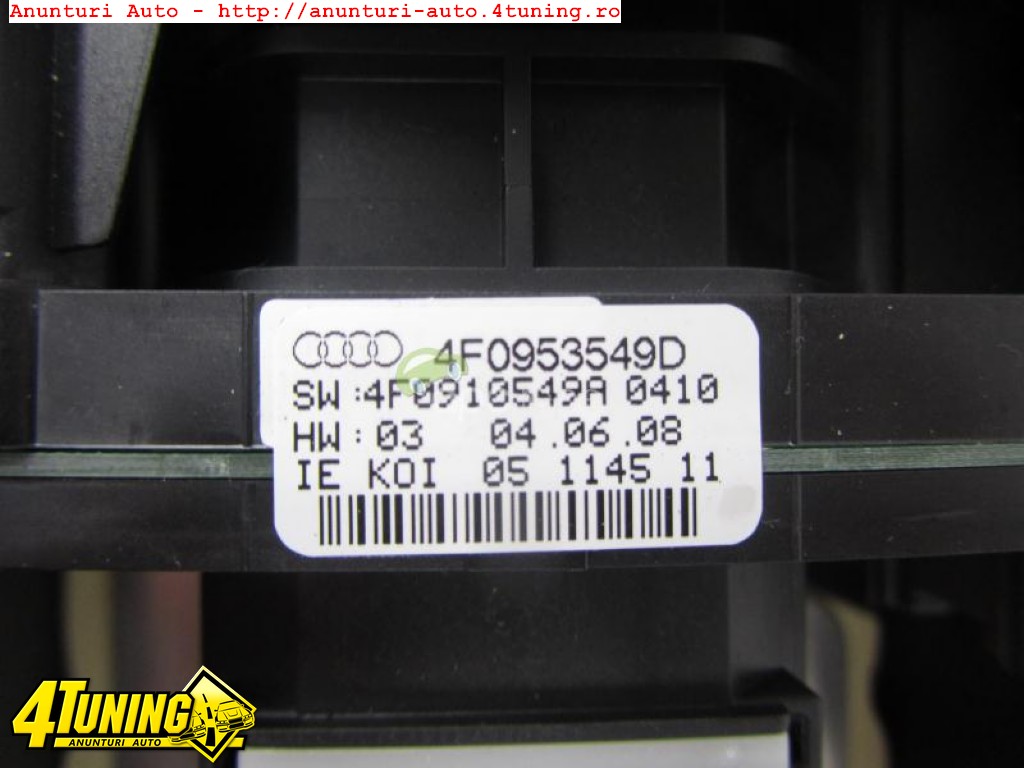 Anunturi Auto - http://anunturi-auto.4tuning.ro
4F0953549D
SW :4F0910549A 0410
HW : 03 04.06.08
IE KOI 05 1145 11
4TUNING
ANUNTURI AUTO